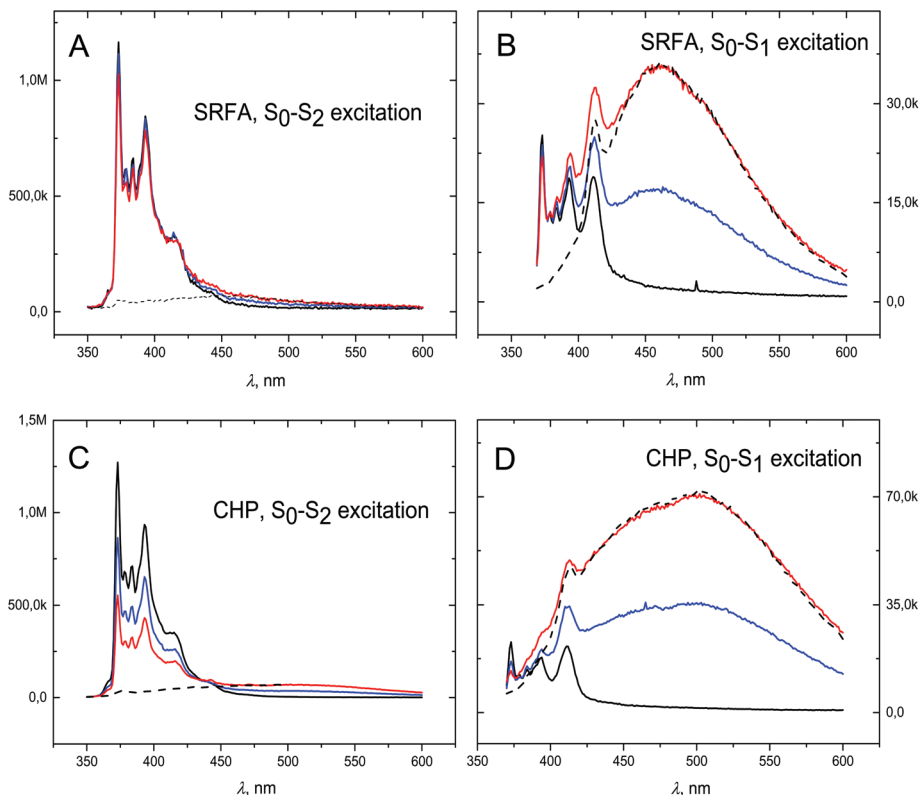 A
SRFA, S0-S2 excitation
1,0M
500,0k
0,0
350 400 450 500 550 600
λ, nm
B
SRFA, S0-S1 excitation
30,0k
15,0k
0,0
350 400 450 500 550 600
λ, nm
C
CHP, S0-S2 excitation
1,5M
1,0M
500,0k
0,0
350 400 450 500 550 600
λ, nm
D
CHP, S0-S1 excitation
70,0k
35,0k
0,0
350 400 450 500 550 600
λ, nm